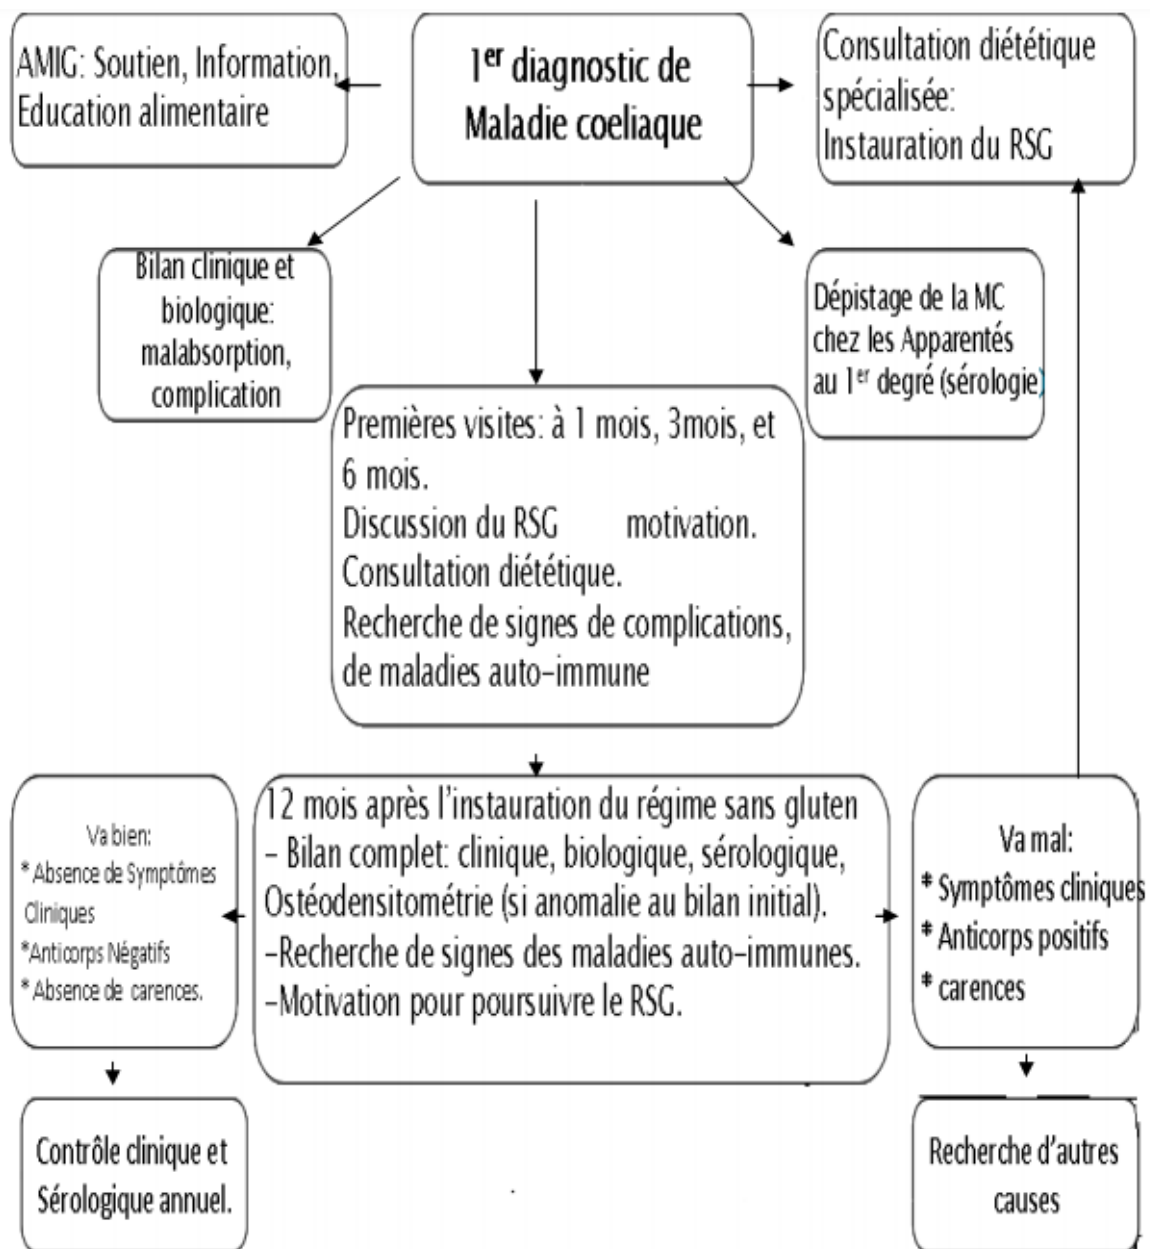 AMIG: Soutien, Information,
Education alimentaire
1er diagnostic de
Maladie coeliaque
Consultation diététique
spécialisée:
Instauration du RSG
Bilan clinique et
biologique:
malabsorption,
complication
Dépistage de la MC
chez les Apparentés
au 1er degré (sérologie)
Premières visites: à 1 mois, 3mois, et
6 mois.
Discussion du RSG motivation.
Consultation diététique.
Recherche de signes de complications,
de maladies auto-immune
Va bien:
* Absence de Symptômes
Cliniques
*Anticorps Négatifs
* Absence de carences.
12 mois après l'instauration du régime sans gluten
- Bilan complet: clinique, biologique, sérologique,
Ostéodensitométrie (si anomalie au bilan initial).
-Recherche de signes des maladies auto-immunes.
-Motivation pour poursuivre le RSG.
Va mal:
* Symptômes cliniques
* Anticorps positifs
* carences
Contrôle clinique et
Sérologique annuel.
Recherche d'autres
causes